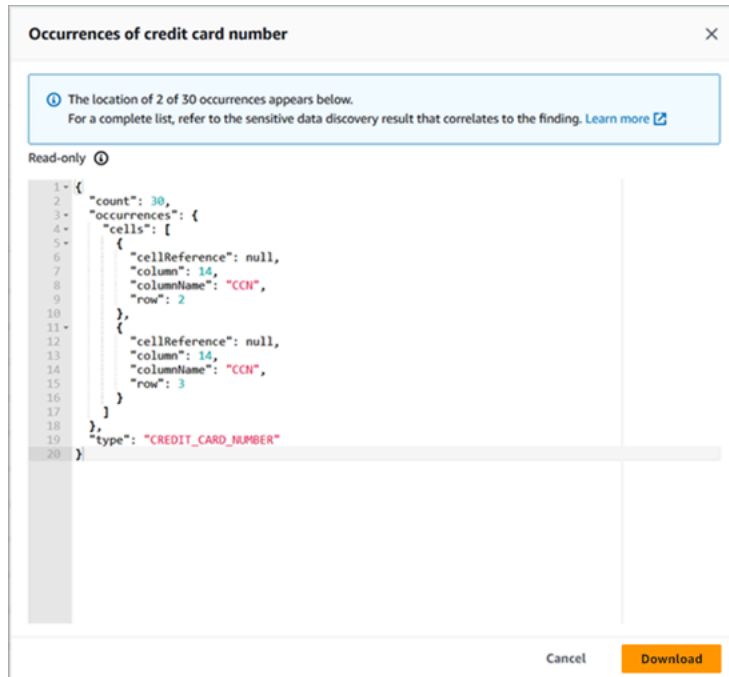 Occurrences of credit card number
The location of 2 of 30 occurrences appears below.
For a complete list, refer to the sensitive data discovery result that correlates to the finding. Learn more
Read-only
1 {
2 "count": 30,
3 "occurrences": {
4 "cells": [
5 {
6 "cellReference": null,
7 "column": 14,
8 "columnName": "CCN",
9 "row": 2
10 },
11 {
12 "cellReference": null,
13 "column": 14,
14 "columnName": "CCN",
15 "row": 3
16 }
17 ]
18 },
19 "type": "CREDIT_CARD_NUMBER"
20 }
Cancel Download